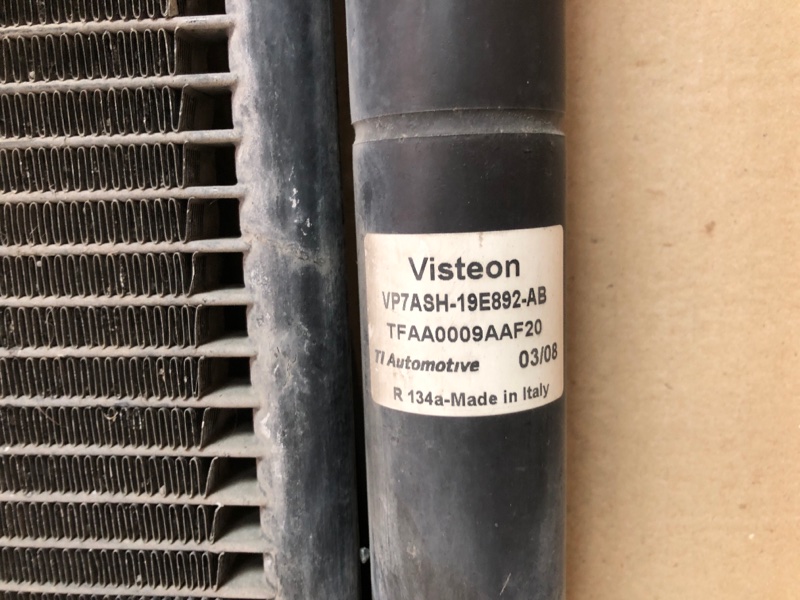 Visteon
VP7ASH-19E892-AB
TFAA0009AAF20
TI Automotive 03/08
R 134a-Made in Italy